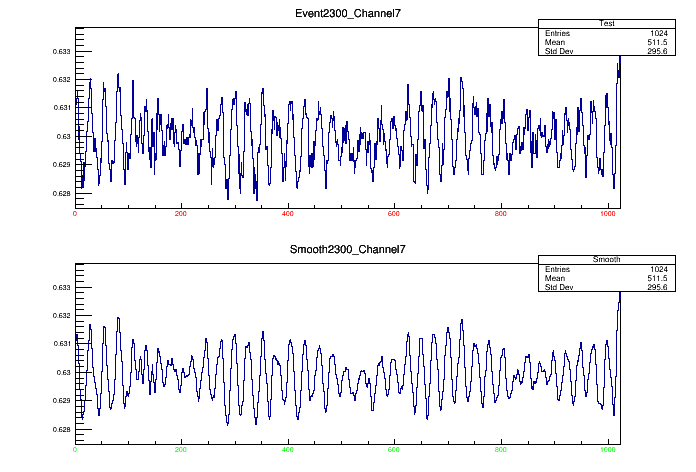 Event2300_Channel7
Test
Entries 1024
Mean 511.5
Std Dev 295.6
0.633
0.632
0.631
0.63
0.629
0.628
0 200 400 600 800 1000
Smooth2300_Channel7
Smooth
Entries 1024
Mean 511.5
Std Dev 295.6
0.633
0.632
0.631
0.63
0.629
0.628
0 200 400 600 800 1000